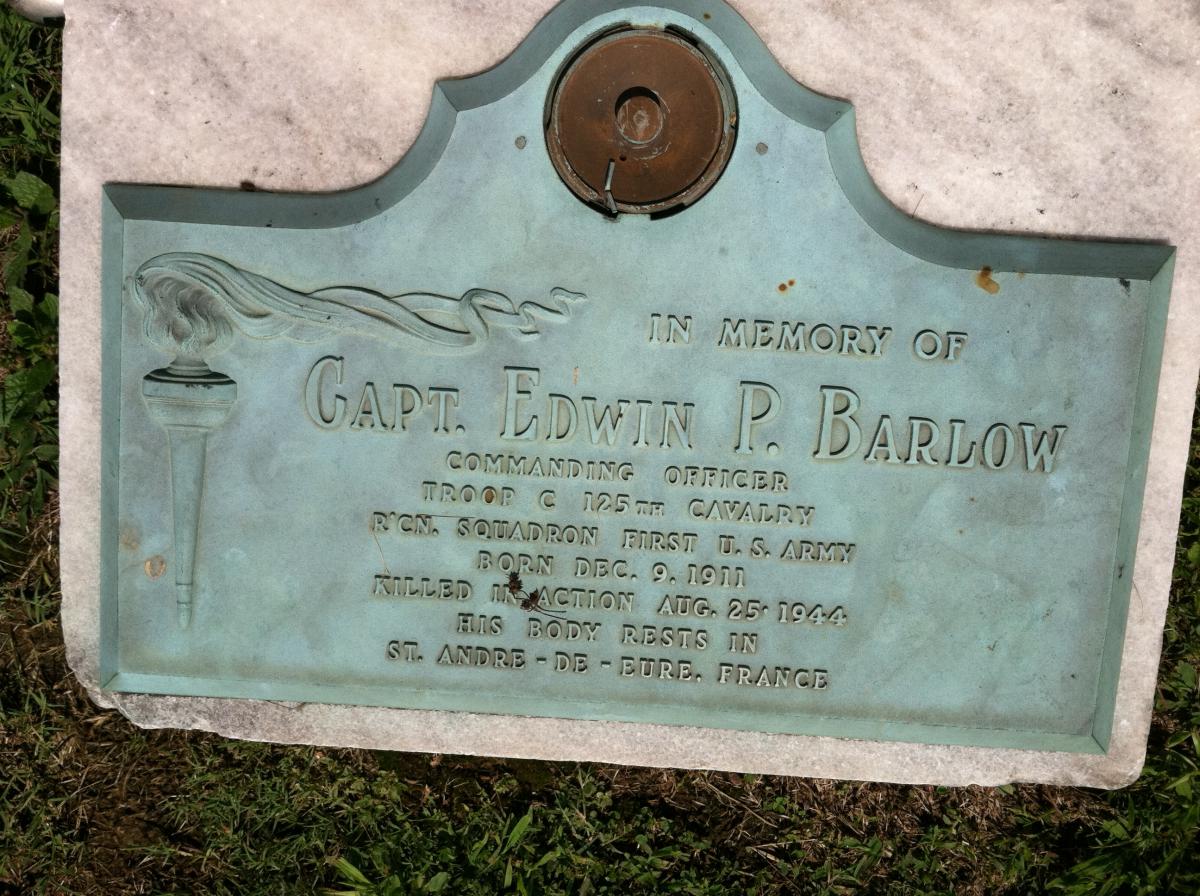 IN MEMORY OF
CAPT. EDWIN P. BARLOW
COMMANDING OFFICER
TROOP C 125TH CAVALRY
R'CN. SQUADRON FIRST U.S. ARMY
BORN DEC. 9, 1911
KILLED IN ACTION AUG. 25, 1944
HIS BODY RESTS IN
ST. ANDRE-DE-EURE, FRANCE